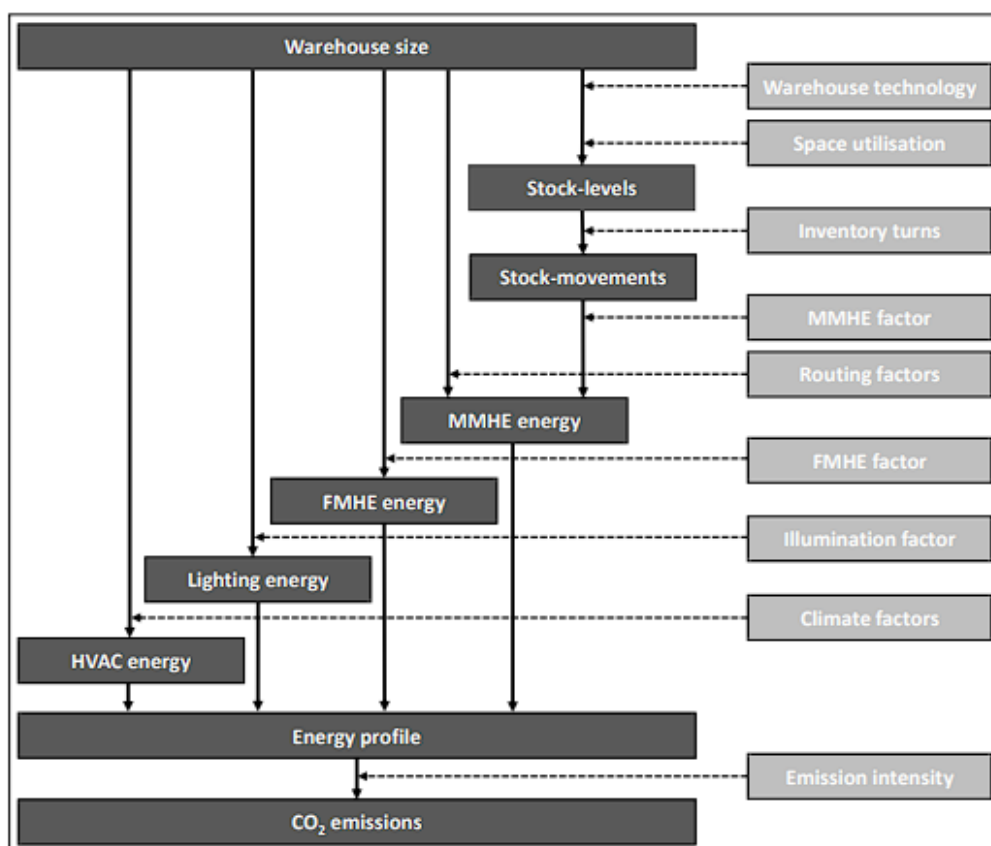 Warehouse size
Warehouse technology
Space utilisation
Stock-levels
Inventory turns
Stock-movements
MMHE factor
Routing factors
MMHE energy
FMHE factor
FMHE energy
Illumination factor
Lighting energy
Climate factors
HVAC energy
Energy profile
Emission intensity
CO₂ emissions